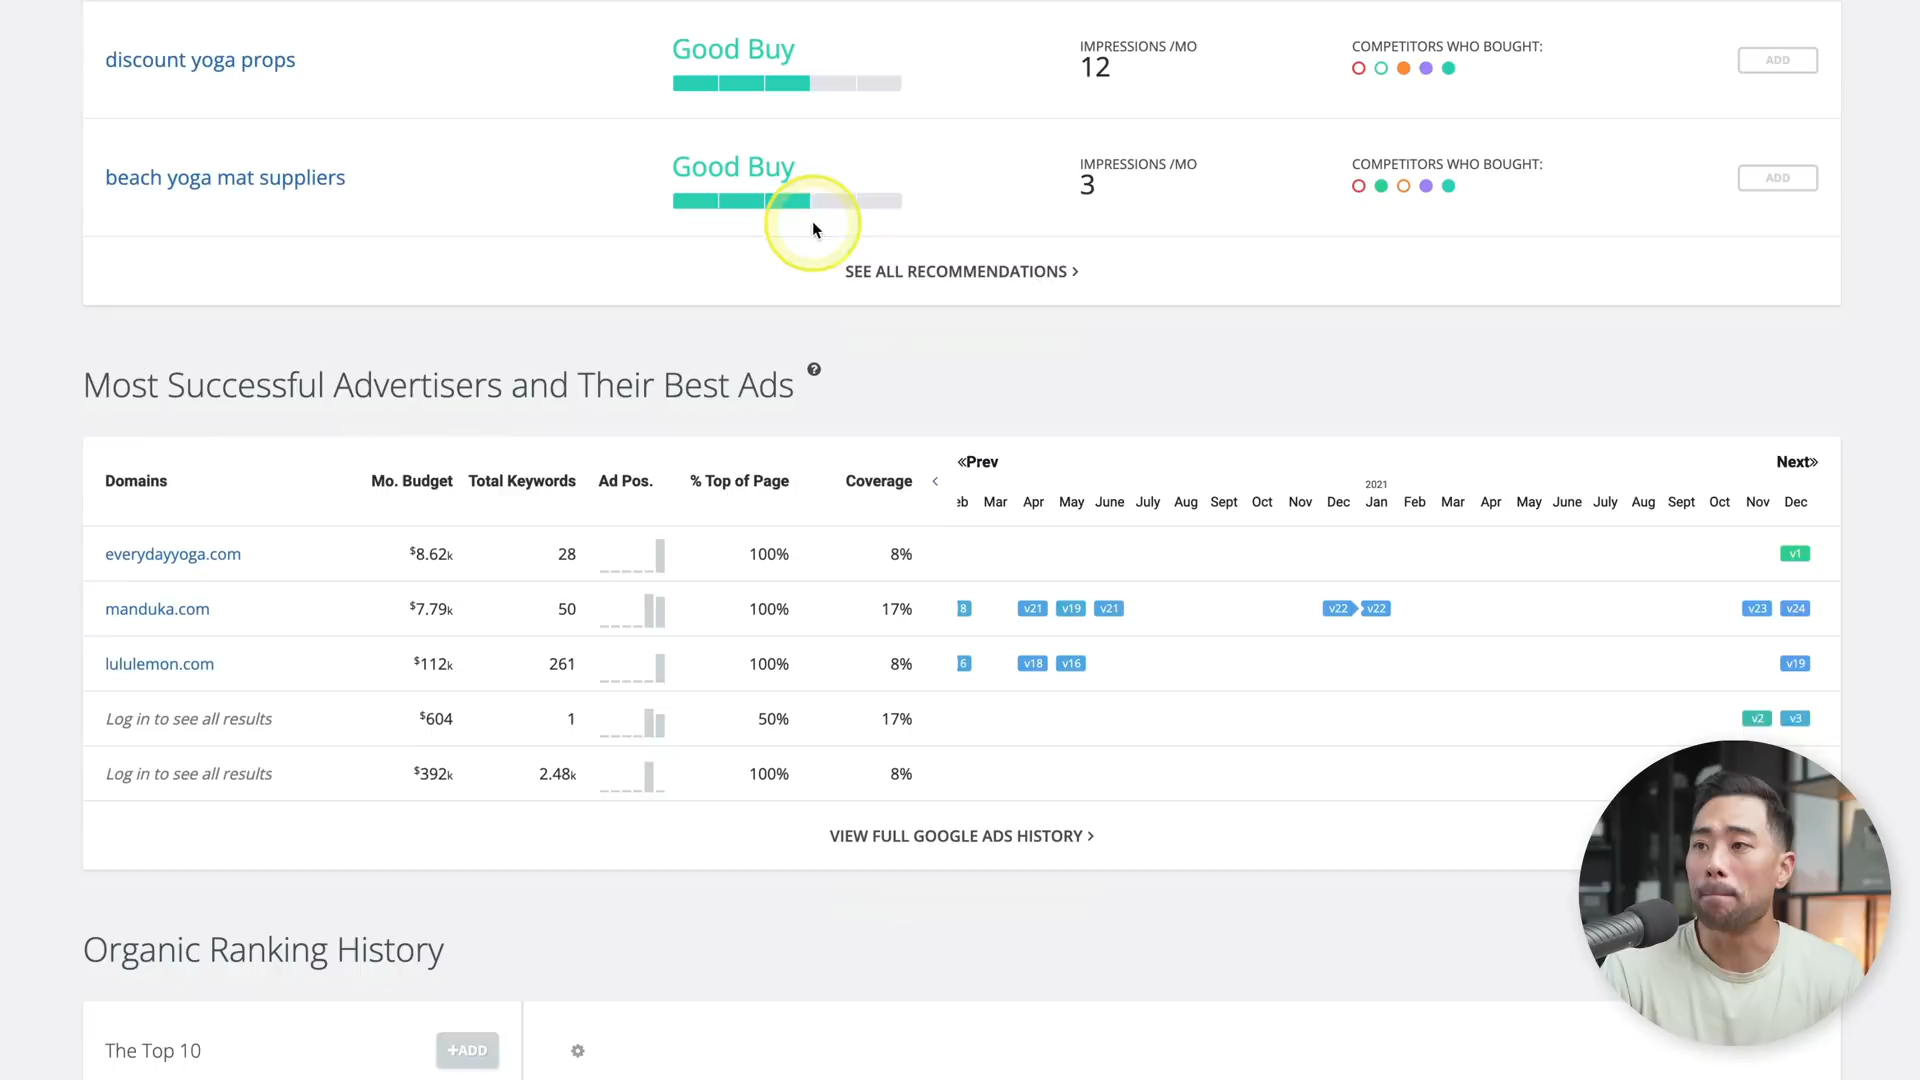 discount yoga props
Good Buy
IMPRESSIONS /MO
12
COMPETITORS WHO BOUGHT:
ADD
beach yoga mat suppliers
Good Buy
IMPRESSIONS /MO
3
COMPETITORS WHO BOUGHT:
ADD
SEE ALL RECOMMENDATIONS >
Most Successful Advertisers and Their Best Ads ?
«Prev Next»
Domains Mo. Budget Total Keywords Ad Pos. % Top of Page Coverage <
2021
eb Mar Apr May June July Aug Sept Oct Nov Dec Jan Feb Mar Apr May June July Aug Sept Oct Nov Dec
everydayyoga.com $8.62k 28 100% 8% v1
manduka.com $7.79k 50 100% 17% 8 v21 v19 v21 v22 v22 v23 v24
lululemon.com $112k 261 100% 8% 6 v18 v16 v19
Log in to see all results $604 1 50% 17% v2 v3
Log in to see all results $392k 2.48k 100% 8%
VIEW FULL GOOGLE ADS HISTORY >
Organic Ranking History
The Top 10 +ADD